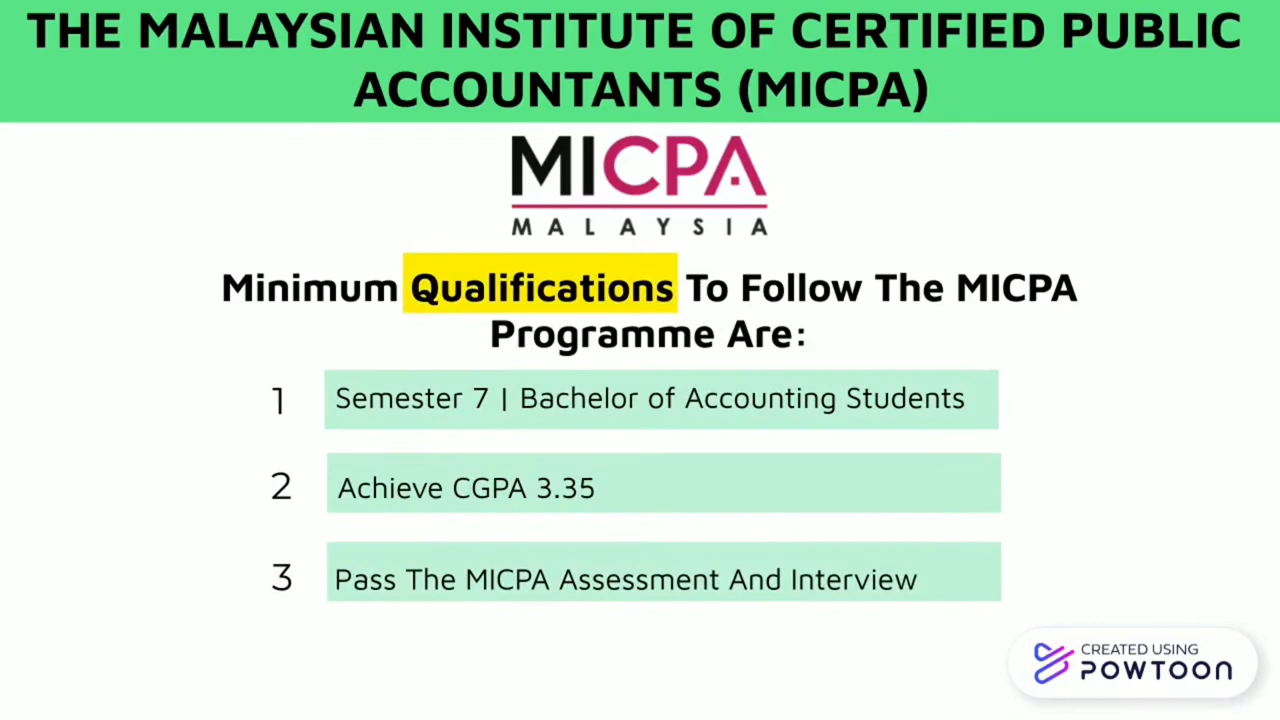 THE MALAYSIAN INSTITUTE OF CERTIFIED PUBLIC
ACCOUNTANTS (MICPA)
MICPA
MALAYSIA
Minimum Qualifications To Follow The MICPA
Programme Are:
1 Semester 7 | Bachelor of Accounting Students
2 Achieve CGPA 3.35
3 Pass The MICPA Assessment And Interview
CREATED USING
POWTOON